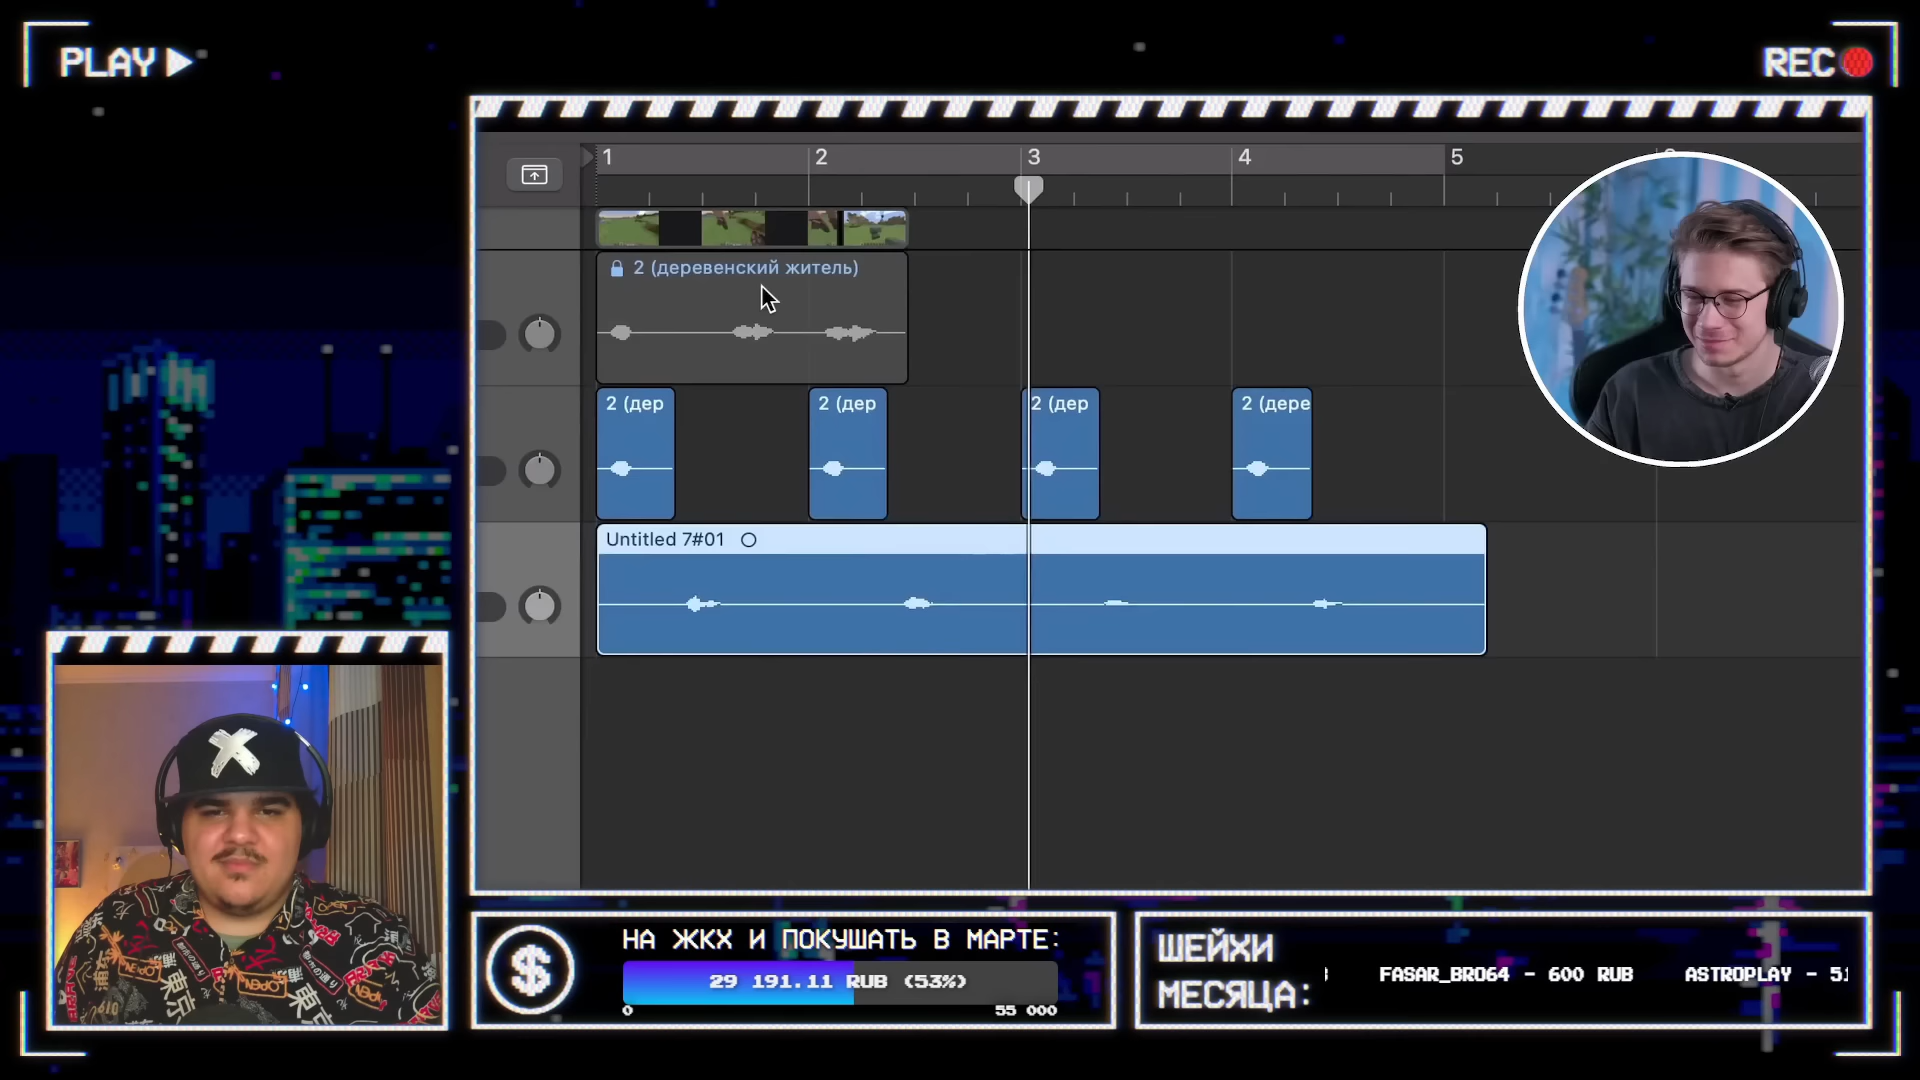 PLAY
REC
1 2 3 4 5
2 (деревенский житель)
2 (дер
2 (дер
2 (дер
2 (дере
Untitled 7#01
НА ЖКХ И ПОКУШАТЬ В МАРТЕ:
29 191.11 RUB (53%)
0
55 000
ШЕЙХИ
МЕСЯЦА:
FASAR_BRO64 - 600 RUB ASTROPLAY - 51